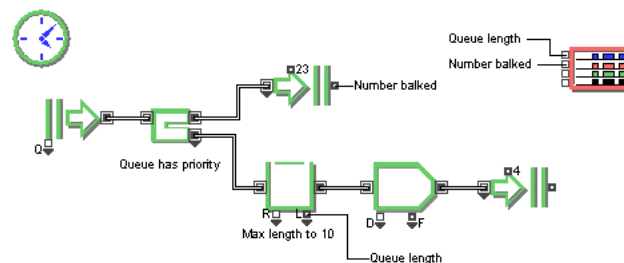 Queue length
Number balked
23
Number balked
Q
Queue has priority
4
R
L
D
F
Max length to 10
Queue length